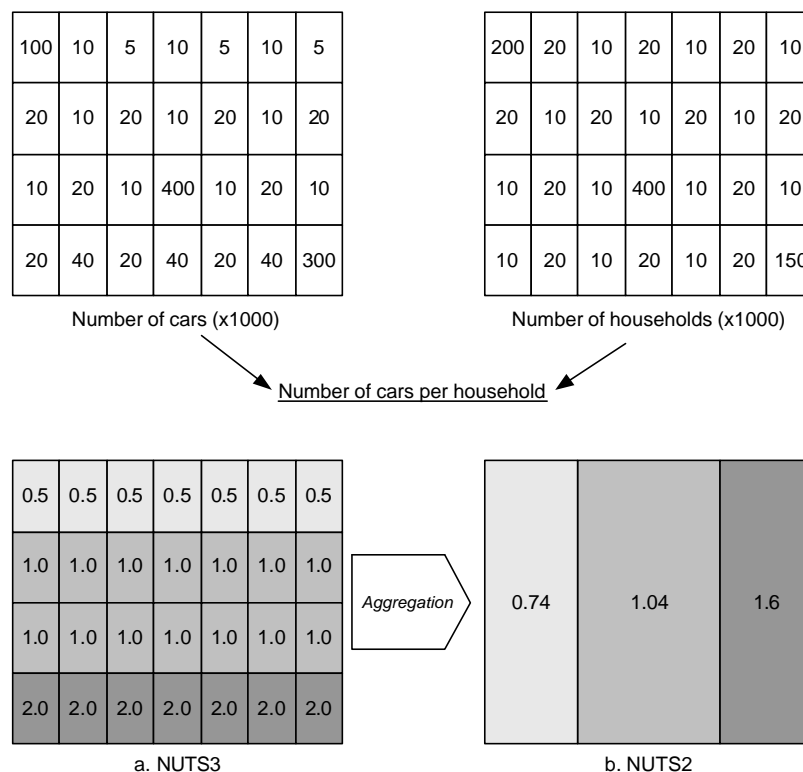 100 10 5 10 5 10 5
20 10 20 10 20 10 20
10 20 10 400 10 20 10
20 40 20 40 20 40 300
Number of cars (x1000)
200 20 10 20 10 20 10
20 10 20 10 20 10 20
10 20 10 400 10 20 10
10 20 10 20 10 20 150
Number of households (x1000)
Number of cars per household
0.5 0.5 0.5 0.5 0.5 0.5 0.5
1.0 1.0 1.0 1.0 1.0 1.0 1.0
1.0 1.0 1.0 1.0 1.0 1.0 1.0
2.0 2.0 2.0 2.0 2.0 2.0 2.0
a. NUTS3
Aggregation
0.74 1.04 1.6
b. NUTS2